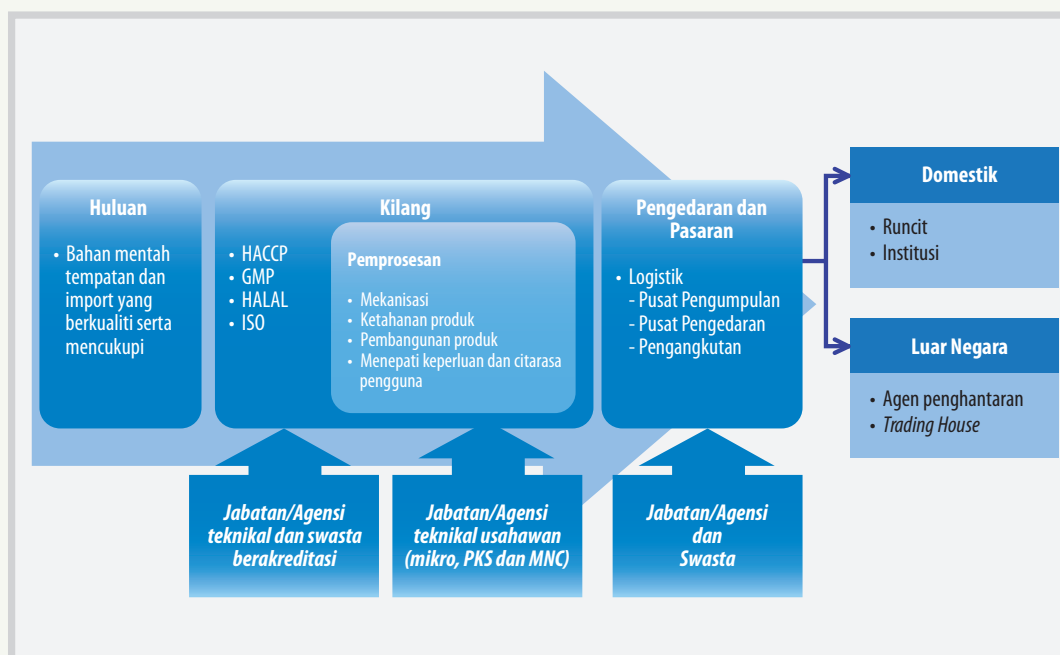 Huluan
• Bahan mentah
tempatan dan
import yang
berkualiti serta
mencukupi
Kilang
• HACCP
• GMP
• HALAL
• ISO
Pemprosesan
• Mekanisasi
• Ketahanan produk
• Pembangunan produk
• Menepati keperluan dan citarasa
pengguna
Pengedaran dan
Pasaran
• Logistik
- Pusat Pengumpulan
- Pusat Pengedaran
- Pengangkutan
Domestik
• Runcit
• Institusi
Luar Negara
• Agen penghantaran
• Trading House
Jabatan/Agensi
teknikal dan swasta
berakreditasi
Jabatan/Agensi
teknikal usahawan
(mikro, PKS dan MNC)
Jabatan/Agensi
dan
Swasta